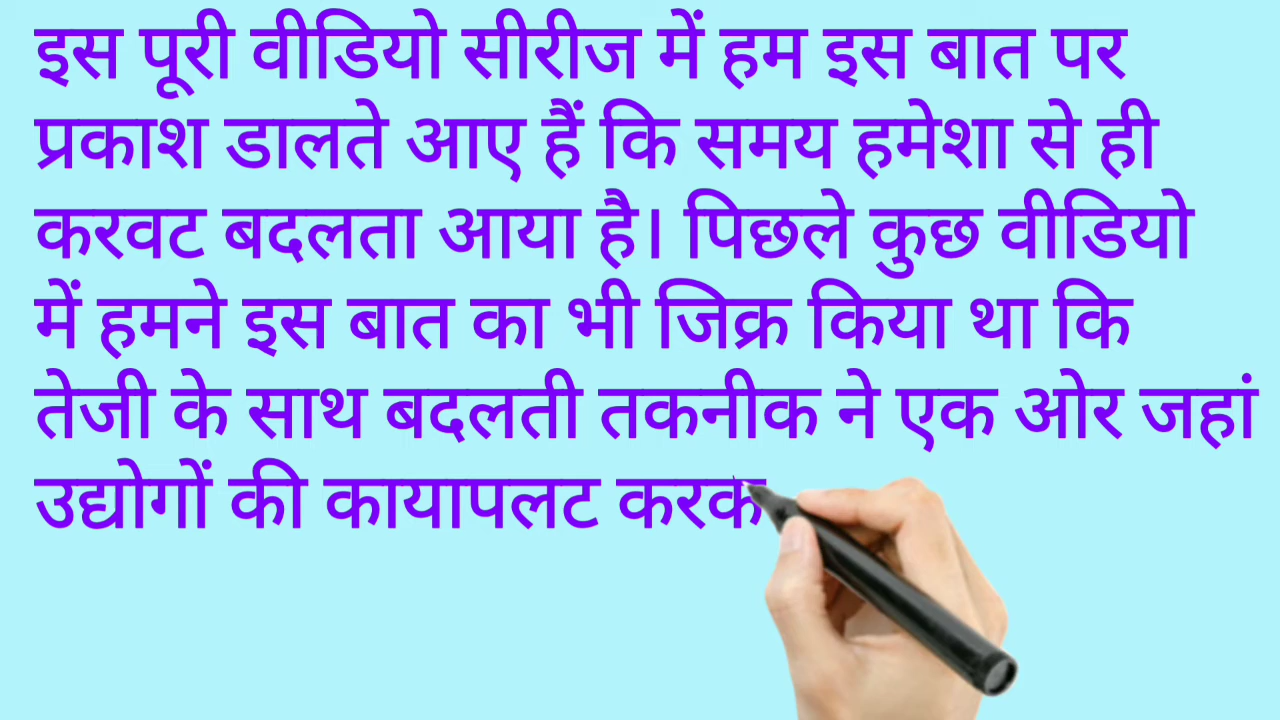 इस पूरी वीडियो सीरीज में हम इस बात पर
प्रकाश डालते आए हैं कि समय हमेशा से ही
करवट बदलता आया है। पिछले कुछ वीडियो
में हमने इस बात का भी जिक्र किया था कि
तेजी के साथ बदलती तकनीक ने एक ओर जहां
उद्योगों की कायापलट करक